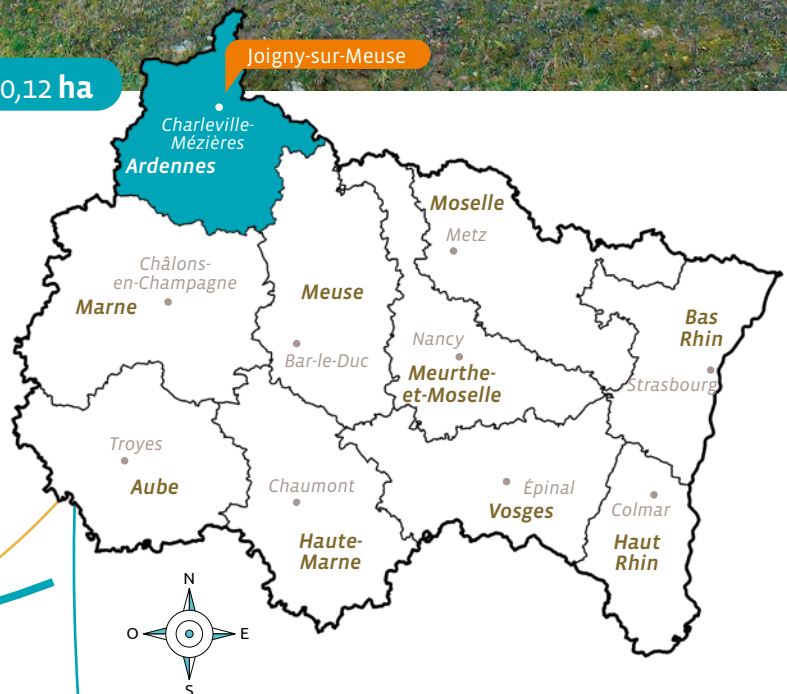 Joigny-sur-Meuse
0,12 ha
Charleville-
Mézières
Ardennes
Moselle
Metz
Châlons-
en-Champagne
Marne
Meuse
Bas
Rhin
Nancy
Bar-le-Duc
Meurthe-
et-Moselle
Strasbourg
Troyes
Aube
Chaumont
Épinal
Vosges
Colmar
Haute-
Marne
Haut
Rhin
N
O
E
S